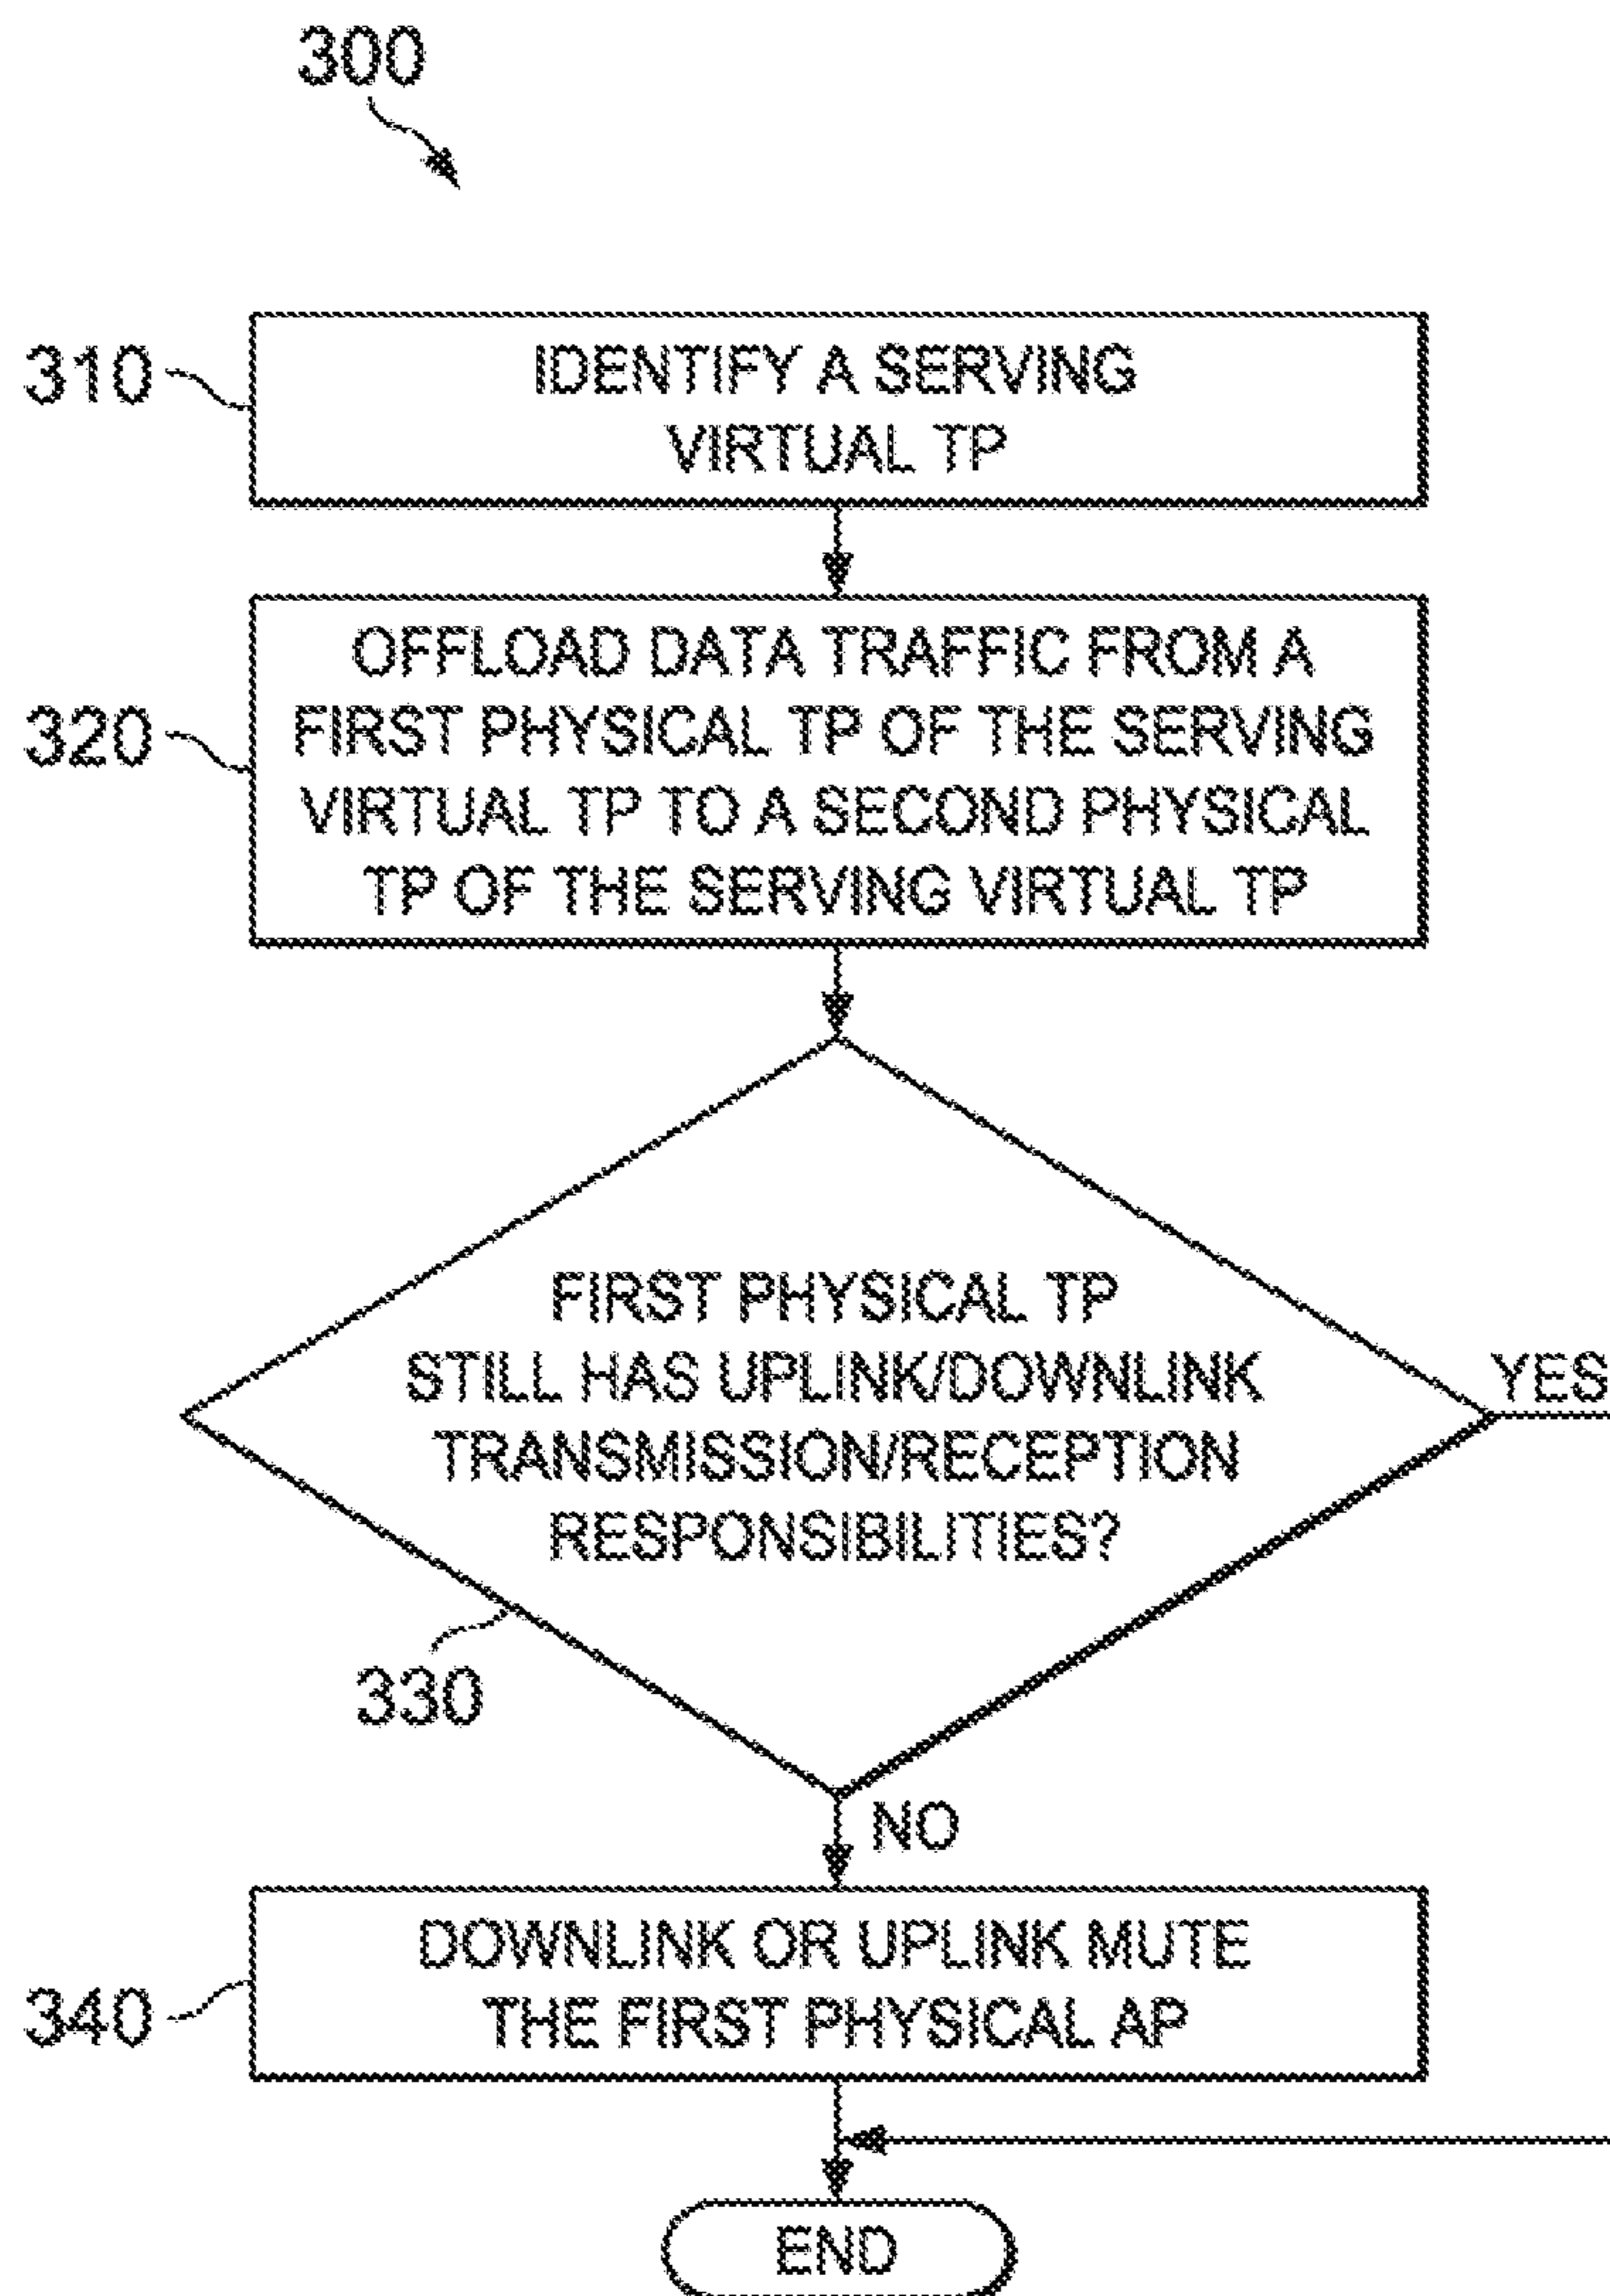 300
310
IDENTIFY A SERVING
VIRTUAL TP
320
OFFLOAD DATA TRAFFIC FROM A
FIRST PHYSICAL TP OF THE SERVING
VIRTUAL TP TO A SECOND PHYSICAL
TP OF THE SERVING VIRTUAL TP
FIRST PHYSICAL TP
STILL HAS UPLINK/DOWNLINK
TRANSMISSION/RECEPTION
RESPONSIBILITIES?
YES
330
NO
340
DOWNLINK OR UPLINK MUTE
THE FIRST PHYSICAL AP
END